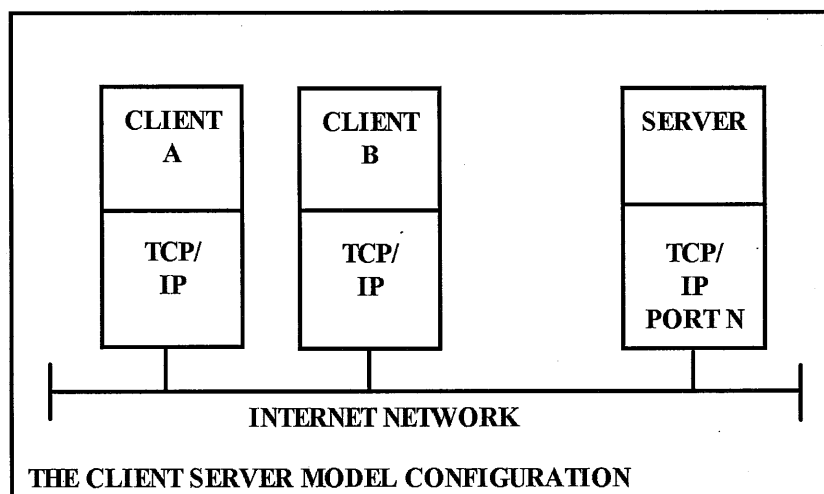 CLIENT
A
TCP/
IP
CLIENT
B
TCP/
IP
SERVER
TCP/
IP
PORT N
INTERNET NETWORK
THE CLIENT SERVER MODEL CONFIGURATION